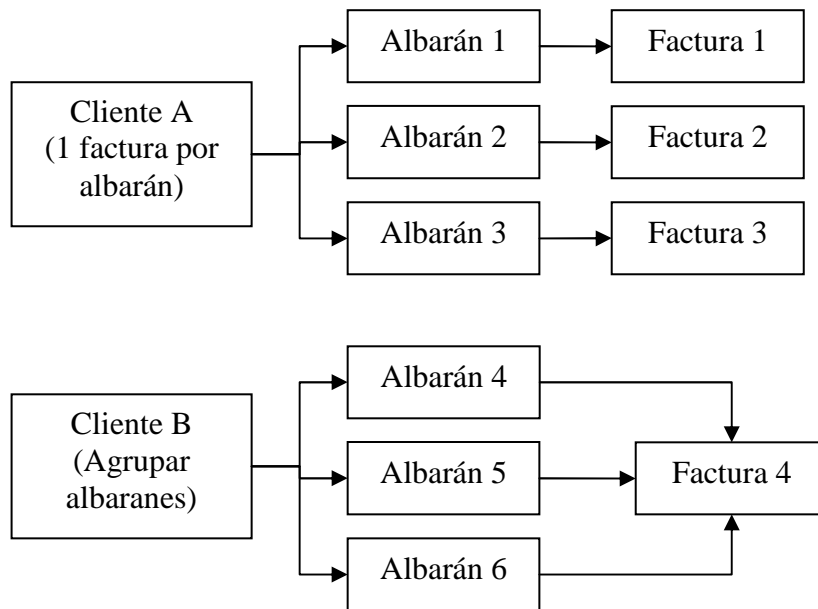 Albarán 1
Factura 1
Cliente A
(1 factura por
albarán)
Albarán 2
Factura 2
Albarán 3
Factura 3
Albarán 4
Cliente B
(Agrupar
albaranes)
Albarán 5
Factura 4
Albarán 6